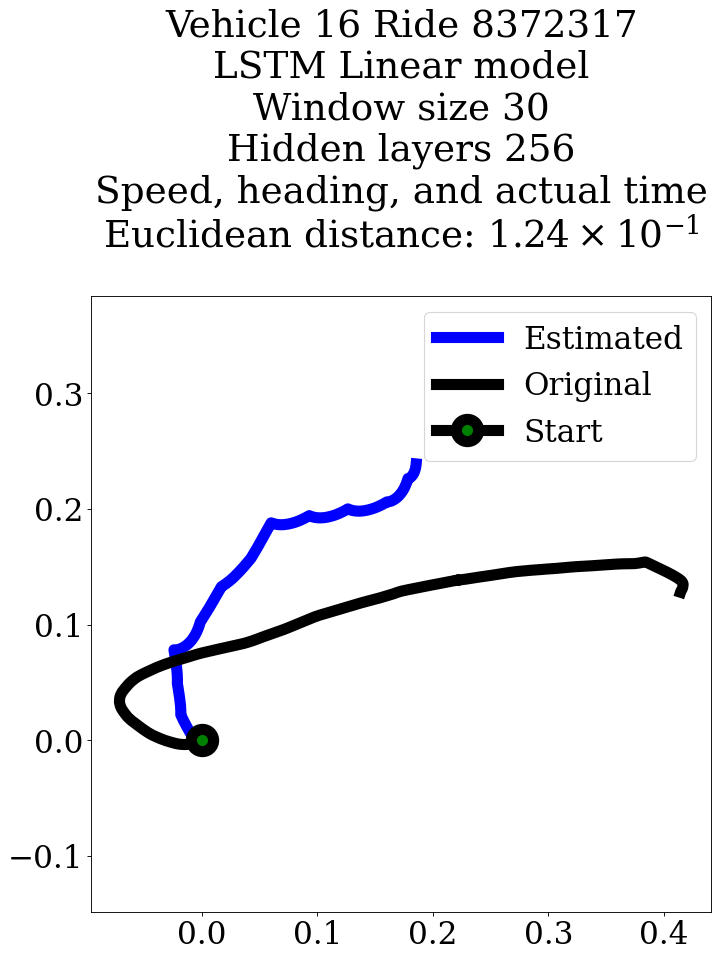 Vehicle 16 Ride 8372317
LSTM Linear model
Window size 30
Hidden layers 256
Speed, heading, and actual time
Euclidean distance: 1.24 × 10⁻¹
Estimated
Original
Start
0.3
0.2
0.1
0.0
−0.1
0.0 0.1 0.2 0.3 0.4